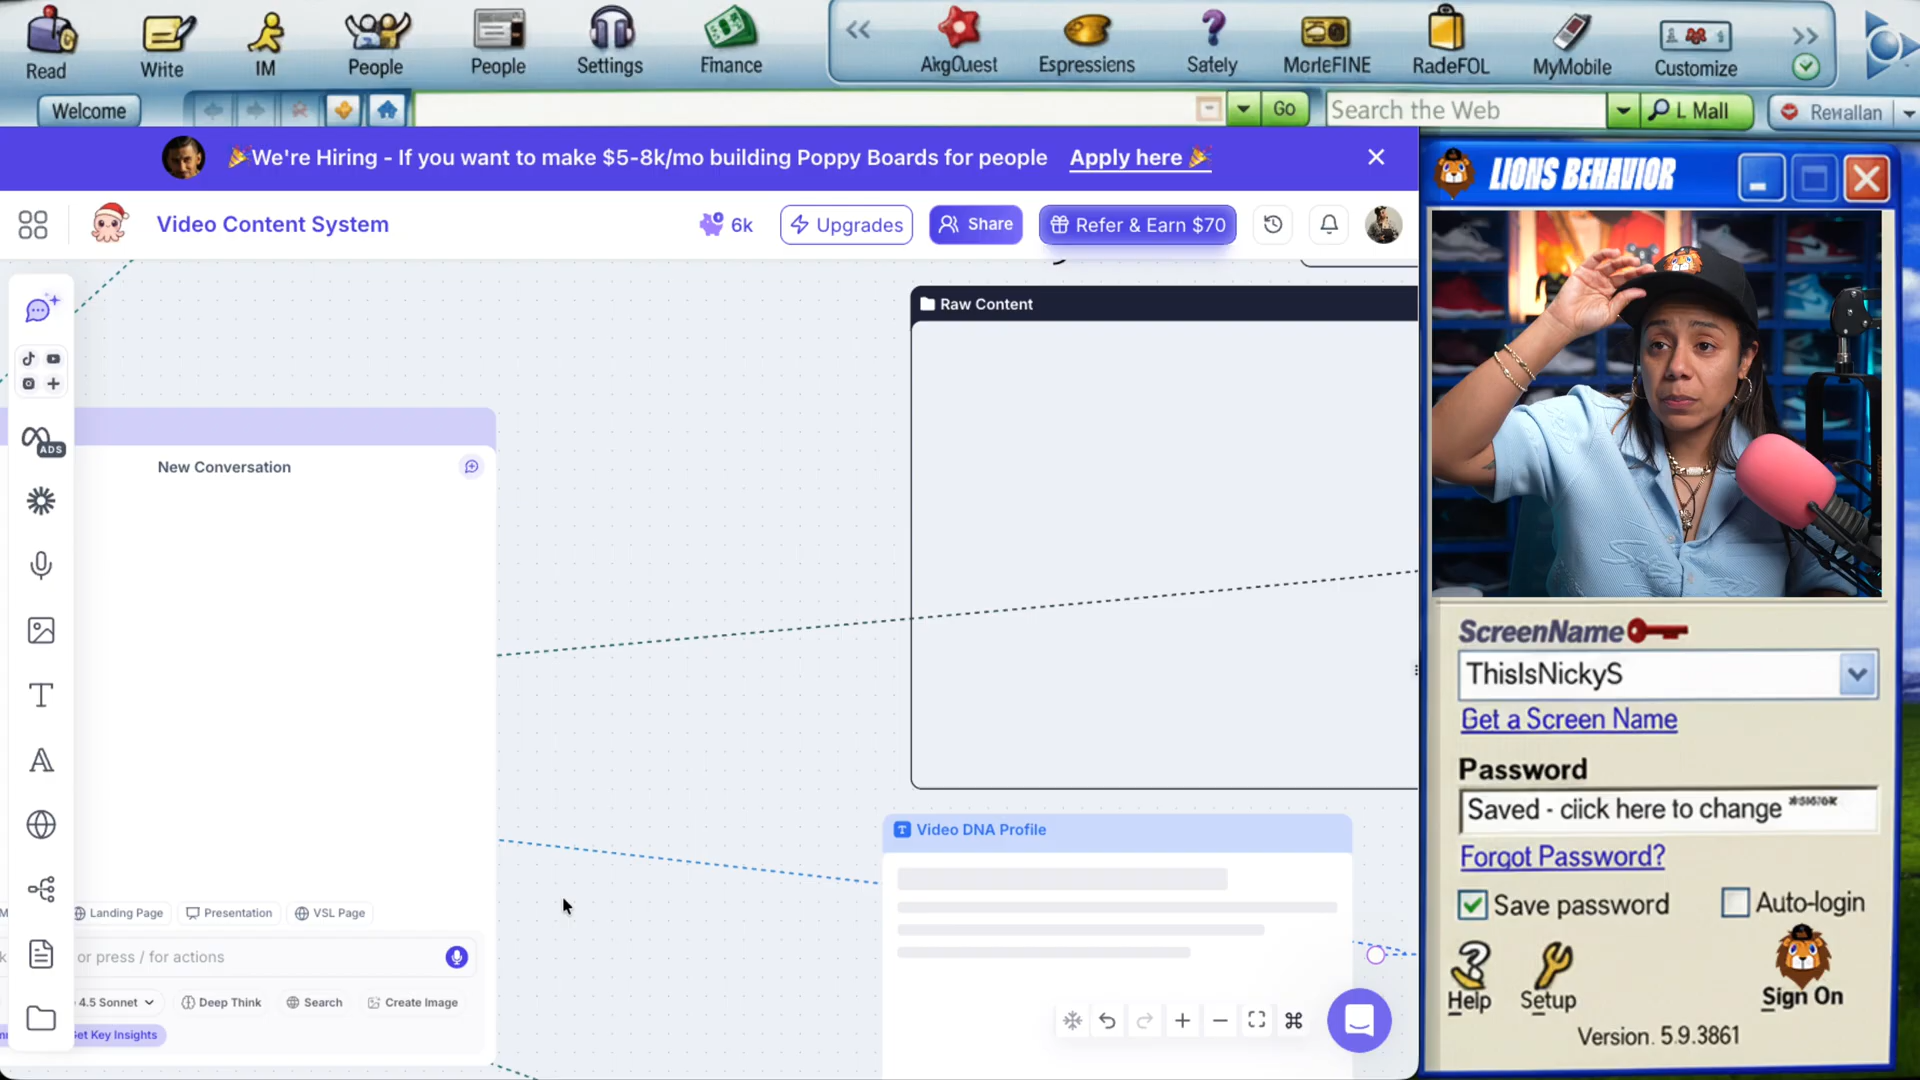 Read
Write
IM
People
People
Settings
Fmance
AkgOuest
Espressiens
Sately
MorleFINE
RadeFOL
MyMobile
Customize
Welcome
Go
Search the Web
L Mall
Rewallan
🎉We're Hiring - If you want to make $5-8k/mo building Poppy Boards for people Apply here 🎉
Video Content System
6k
Upgrades
Share
Refer & Earn $70
LIONS BEHAVIOR
Raw Content
ADS
New Conversation
Video DNA Profile
Landing Page
Presentation
VSL Page
or press / for actions
4.5 Sonnet
Deep Think
Search
Create Image
Get Key Insights
ScreenName
ThisIsNickyS
Get a Screen Name
Password
Saved - ciick here to change
Forgot Password?
Save password
Auto-login
Help
Setup
Sign On
Version. 5.9.3861